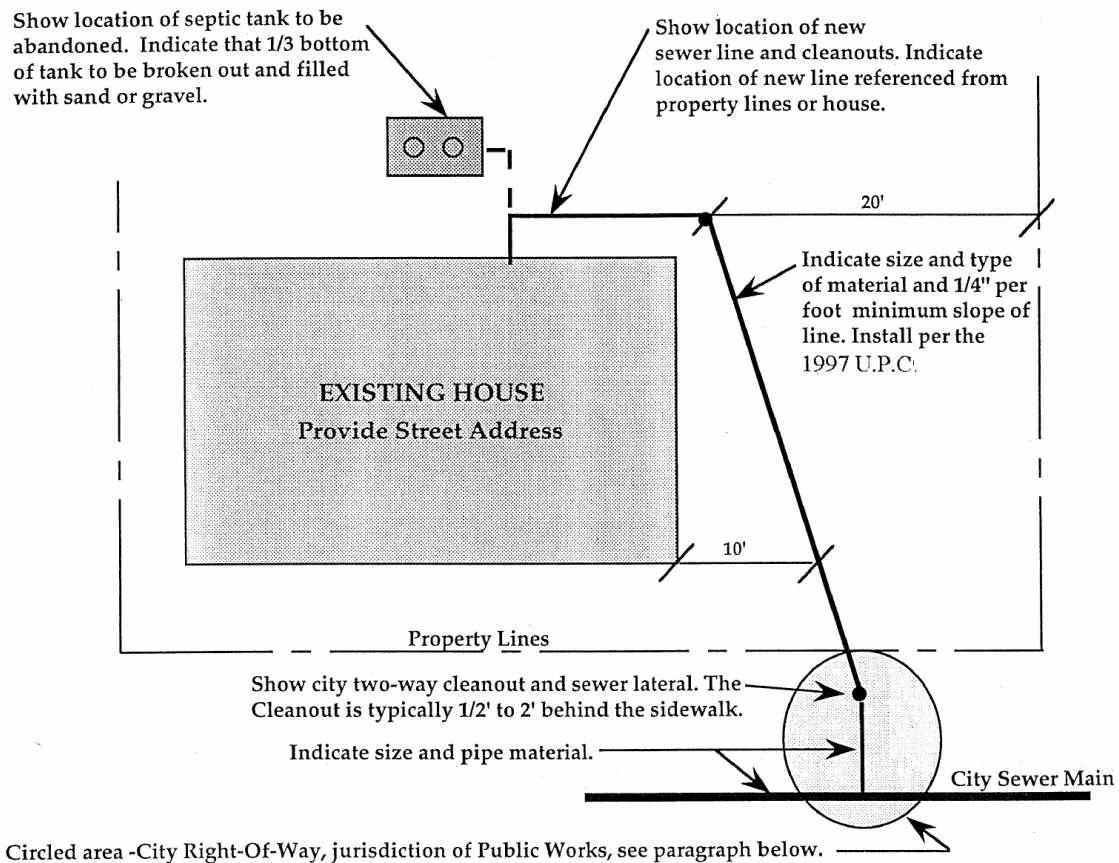 Show location of septic tank to be
abandoned. Indicate that 1/3 bottom
of tank to be broken out and filled
with sand or gravel.
Show location of new
sewer line and cleanouts. Indicate
location of new line referenced from
property lines or house.
20'
Indicate size and type
of material and 1/4" per
foot minimum slope of
line. Install per the
1997 U.P.C.
EXISTING HOUSE
Provide Street Address
10'
Property Lines
Show city two-way cleanout and sewer lateral. The
Cleanout is typically 1/2' to 2' behind the sidewalk.
Indicate size and pipe material.
City Sewer Main
Circled area -City Right-Of-Way, jurisdiction of Public Works, see paragraph below.